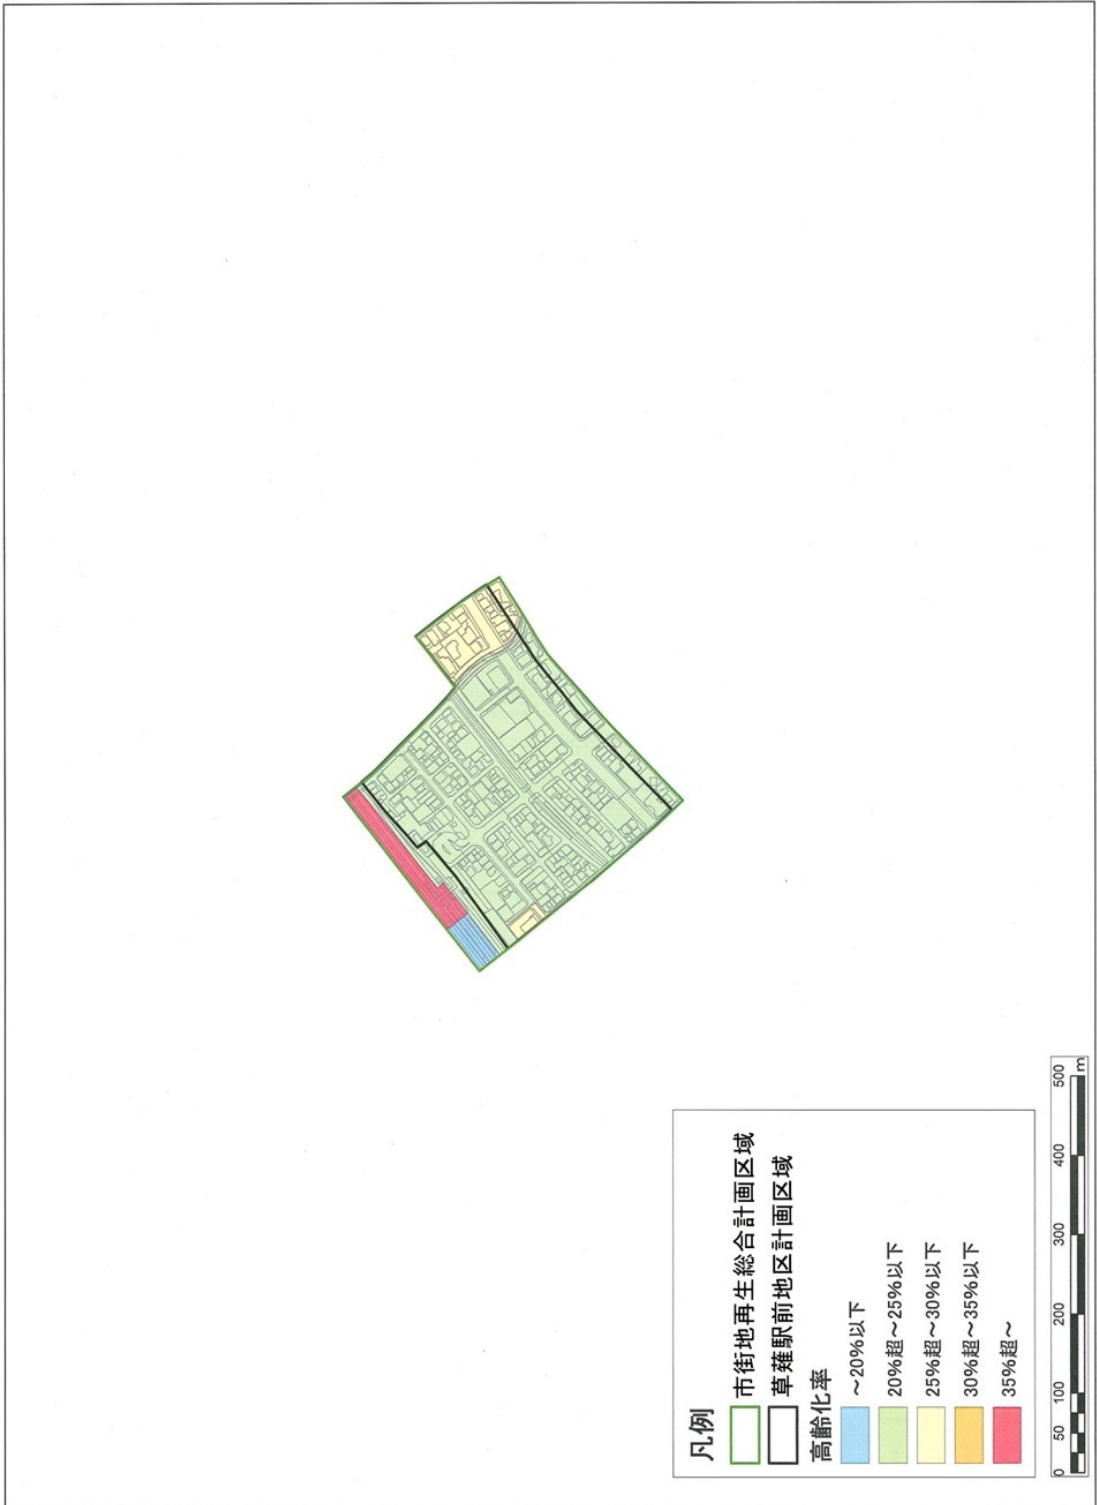 凡例
市街地再生総合計画区域
草薙駅前地区計画区域
高齢化率
～20%以下
20%超～25%以下
25%超～30%以下
30%超～35%以下
35%超～
0 50 100 200 300 400 500
m